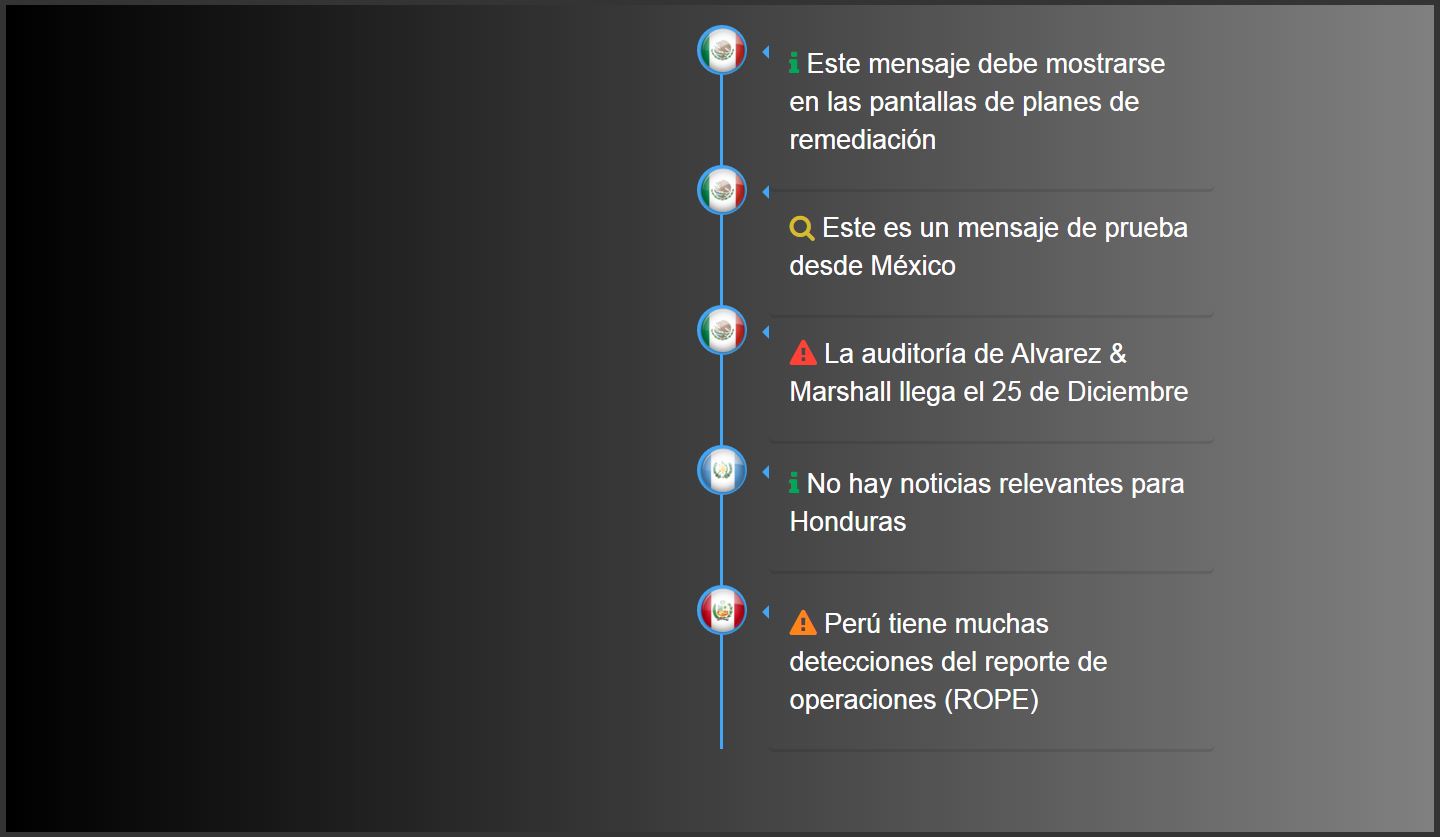 Este mensaje debe mostrarse
en las pantallas de planes de
remediación
Este es un mensaje de prueba
desde México
La auditoría de Alvarez &
Marshall llega el 25 de Diciembre
No hay noticias relevantes para
Honduras
Perú tiene muchas
detecciones del reporte de
operaciones (ROPE)